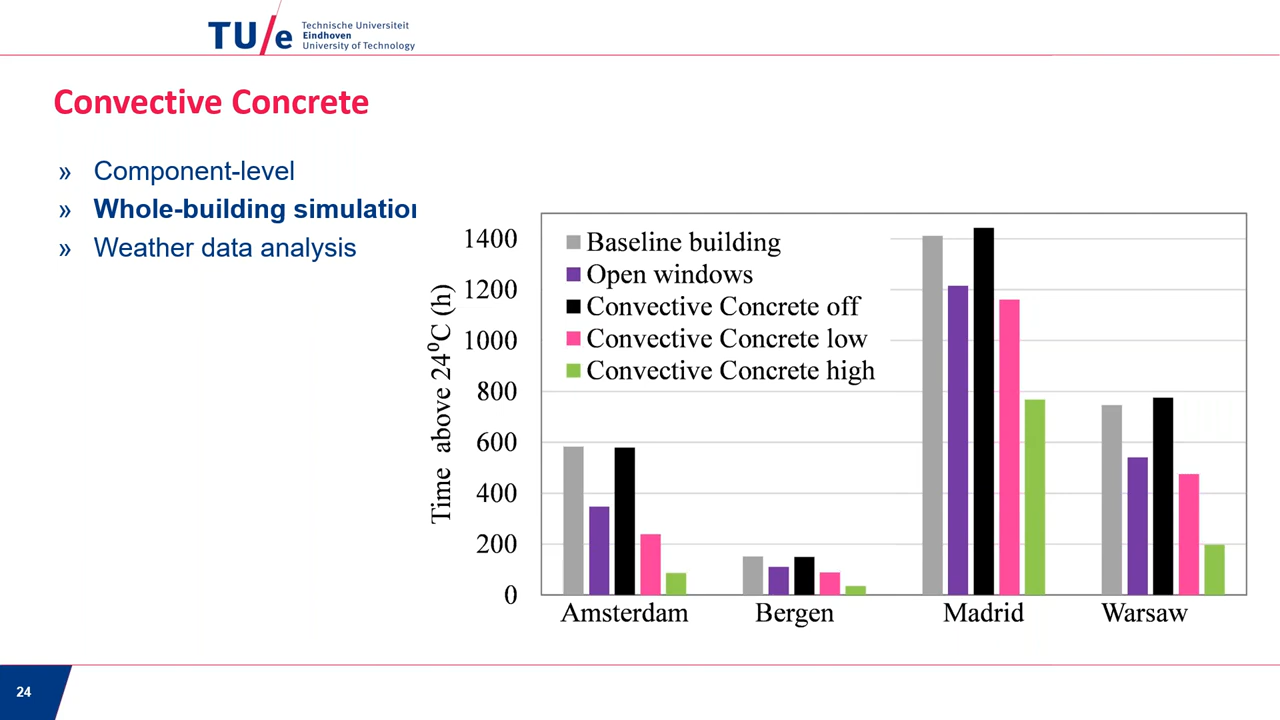 TU/e
Technische Universiteit
Eindhoven
University of Technology
Convective Concrete
» Component-level
» Whole-building simulation
» Weather data analysis
Time above 24⁰C (h)
1400
1200
1000
800
600
400
200
0
Baseline building
Open windows
Convective Concrete off
Convective Concrete low
Convective Concrete high
Amsterdam Bergen Madrid Warsaw
24